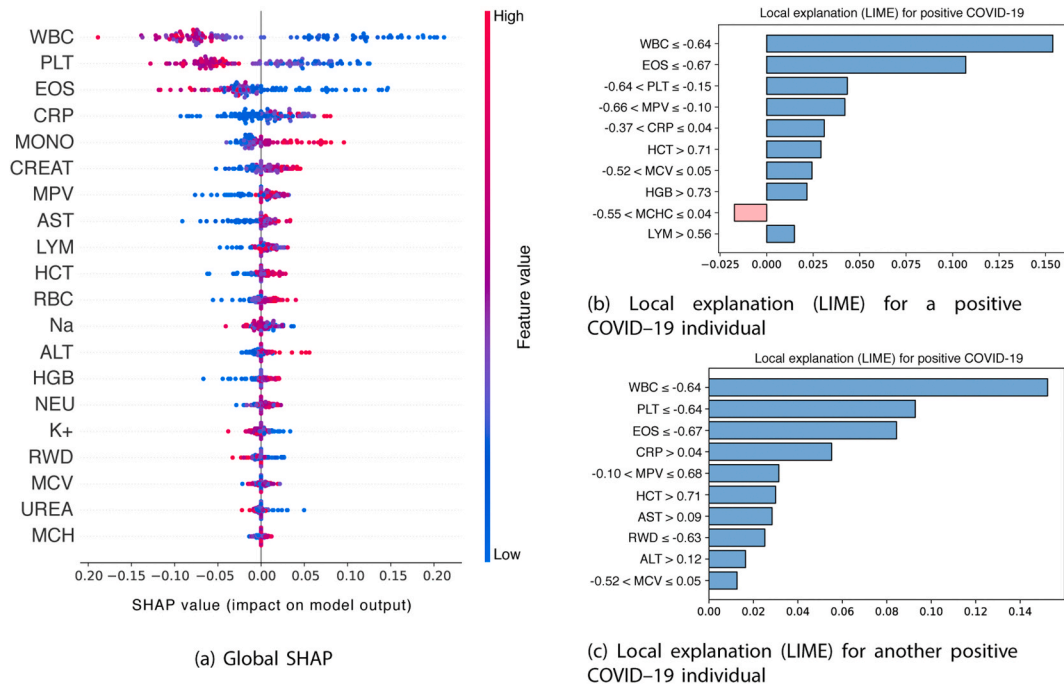 High
WBC
PLT
EOS
CRP
MONO
CREAT
MPV
AST
LYM
HCT
RBC
Na
ALT
HGB
NEU
K+
RWD
MCV
UREA
MCH
Feature value
Low
0.20 −0.15 −0.10 −0.05 0.00 0.05 0.10 0.15 0.20
SHAP value (impact on model output)
(a) Global SHAP
Local explanation (LIME) for positive COVID-19
WBC ≤ -0.64
EOS ≤ -0.67
-0.64 < PLT ≤ -0.15
-0.66 < MPV ≤ -0.10
-0.37 < CRP ≤ 0.04
HCT > 0.71
-0.52 < MCV ≤ 0.05
HGB > 0.73
-0.55 < MCHC ≤ 0.04
LYM > 0.56
−0.025 0.000 0.025 0.050 0.075 0.100 0.125 0.150
(b) Local explanation (LIME) for a positive
COVID–19 individual
Local explanation (LIME) for positive COVID-19
WBC ≤ -0.64
PLT ≤ -0.64
EOS ≤ -0.67
CRP > 0.04
-0.10 < MPV ≤ 0.68
HCT > 0.71
AST > 0.09
RWD ≤ -0.63
ALT > 0.12
-0.52 < MCV ≤ 0.05
0.00 0.02 0.04 0.06 0.08 0.10 0.12 0.14
(c) Local explanation (LIME) for another positive
COVID–19 individual